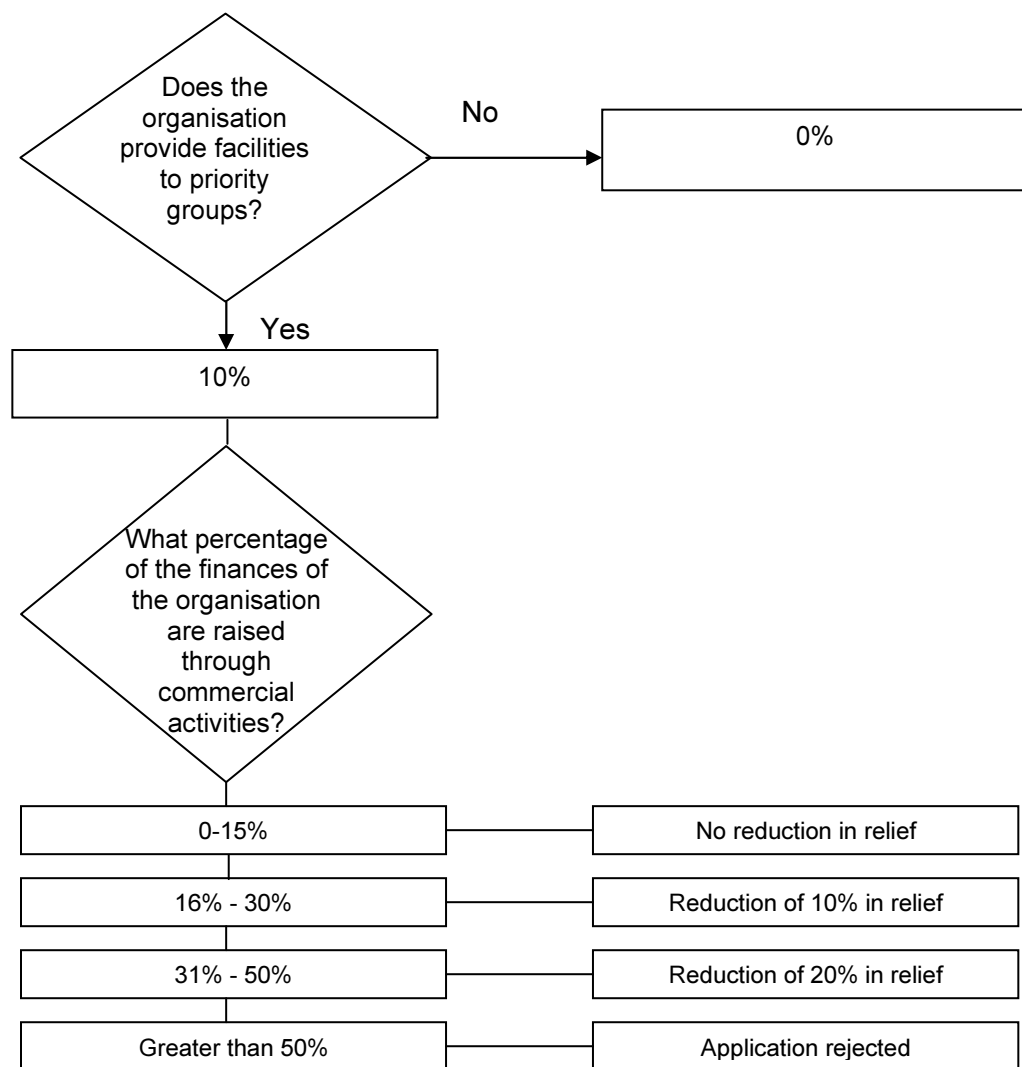 Does the
organisation
provide facilities
to priority
groups?
No
0%
Yes
10%
What percentage
of the finances of
the organisation
are raised
through
commercial
activities?
0-15%
No reduction in relief
16% - 30%
Reduction of 10% in relief
31% - 50%
Reduction of 20% in relief
Greater than 50%
Application rejected